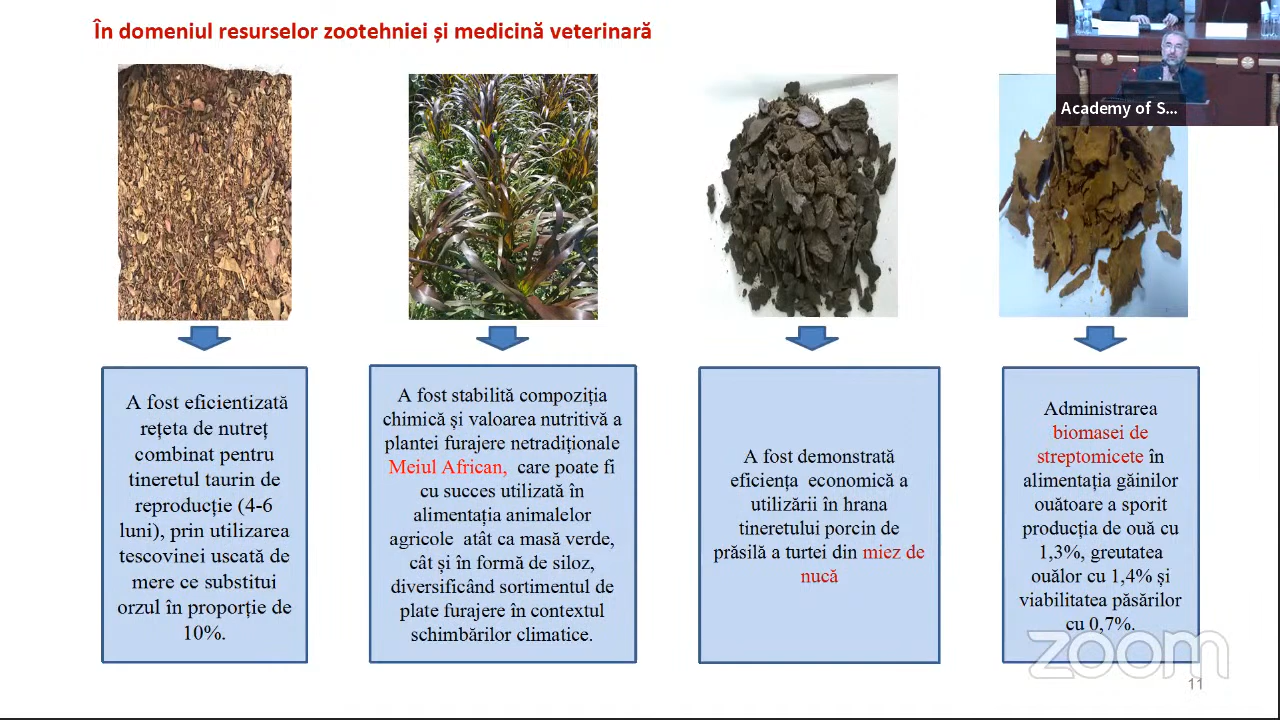 În domeniul resurselor zootehniei și medicină veterinară
Academy of S...
A fost eficientizată
rețeta de nutreț
combinat pentru
tineretul taurin de
reproducție (4-6
luni), prin utilizarea
tescovinei uscată de
mere ce substitui
orzul în proporție de
10%.
A fost stabilită compoziția
chimică și valoarea nutritivă a
plantei furajere netradiționale
Meiul African, care poate fi
cu succes utilizată în
alimentația animalelor
agricole atât ca masă verde,
cât și în formă de siloz,
diversificând sortimentul de
plate furajere în contextul
schimbărilor climatice.
A fost demonstrată
eficiența economică a
utilizării în hrana
tineretului porcin de
prăsilă a turtei din miez de
nucă
Administrarea
biomasei de
streptomicete în
alimentația găinilor
ouătoare a sporit
producția de ouă cu
1,3%, greutatea
ouălor cu 1,4% și
viabilitatea păsărilor
cu 0,7%.
zoom
11